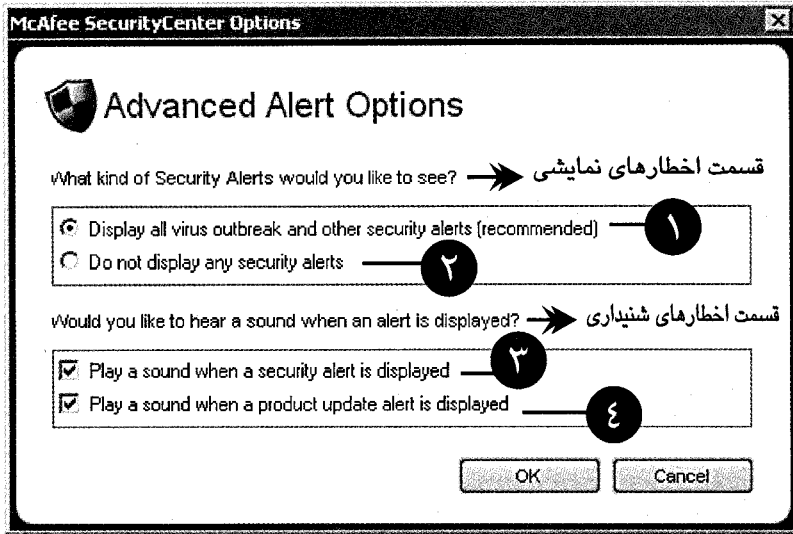 McAfee SecurityCenter Options
Advanced Alert Options
What kind of Security Alerts would you like to see? قسمت اخطارهای نمایشی
Display all virus outbreak and other security alerts (recommended) ۱
Do not display any security alerts ۲
Would you like to hear a sound when an alert is displayed? قسمت اخطارهای شنیداری
Play a sound when a security alert is displayed ۳
Play a sound when a product update alert is displayed ٤
OK Cancel